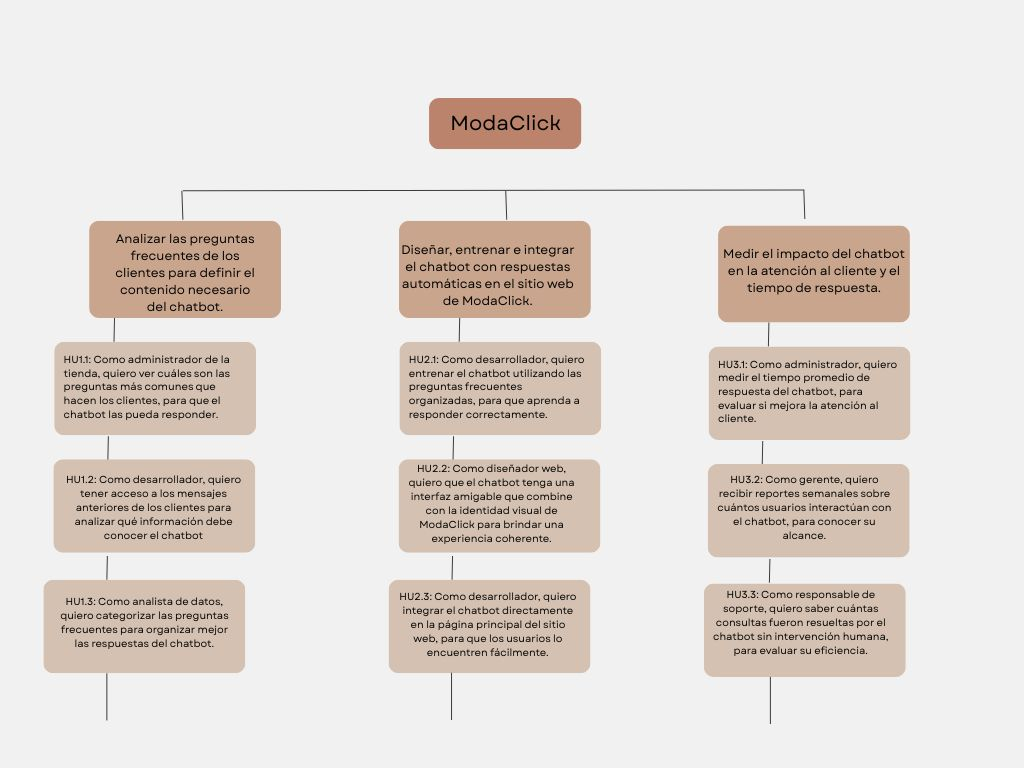 ModaClick
Analizar las preguntas
frecuentes de los
clientes para definir el
contenido necesario
del chatbot.
HU1.1: Como administrador de la
tienda, quiero ver cuáles son las
preguntas más comunes que
hacen los clientes, para que el
chatbot las pueda responder.
HU1.2: Como desarrollador, quiero
tener acceso a los mensajes
anteriores de los clientes para
analizar qué información debe
conocer el chatbot
HU1.3: Como analista de datos,
quiero categorizar las preguntas
frecuentes para organizar mejor
las respuestas del chatbot.
Diseñar, entrenar e integrar
el chatbot con respuestas
automáticas en el sitio web
de ModaClick.
HU2.1: Como desarrollador, quiero
entrenar el chatbot utilizando las
preguntas frecuentes
organizadas, para que aprenda a
responder correctamente.
HU2.2: Como diseñador web,
quiero que el chatbot tenga una
interfaz amigable que combine
con la identidad visual de
ModaClick para brindar una
experiencia coherente.
HU2.3: Como desarrollador, quiero
integrar el chatbot directamente
en la página principal del sitio
web, para que los usuarios lo
encuentren fácilmente.
Medir el impacto del chatbot
en la atención al cliente y el
tiempo de respuesta.
HU3.1: Como administrador, quiero
medir el tiempo promedio de
respuesta del chatbot, para
evaluar si mejora la atención al
cliente.
HU3.2: Como gerente, quiero
recibir reportes semanales sobre
cuántos usuarios interactúan con
el chatbot, para conocer su
alcance.
HU3.3: Como responsable de
soporte, quiero saber cuántas
consultas fueron resueltas por el
chatbot sin intervención humana,
para evaluar su eficiencia.